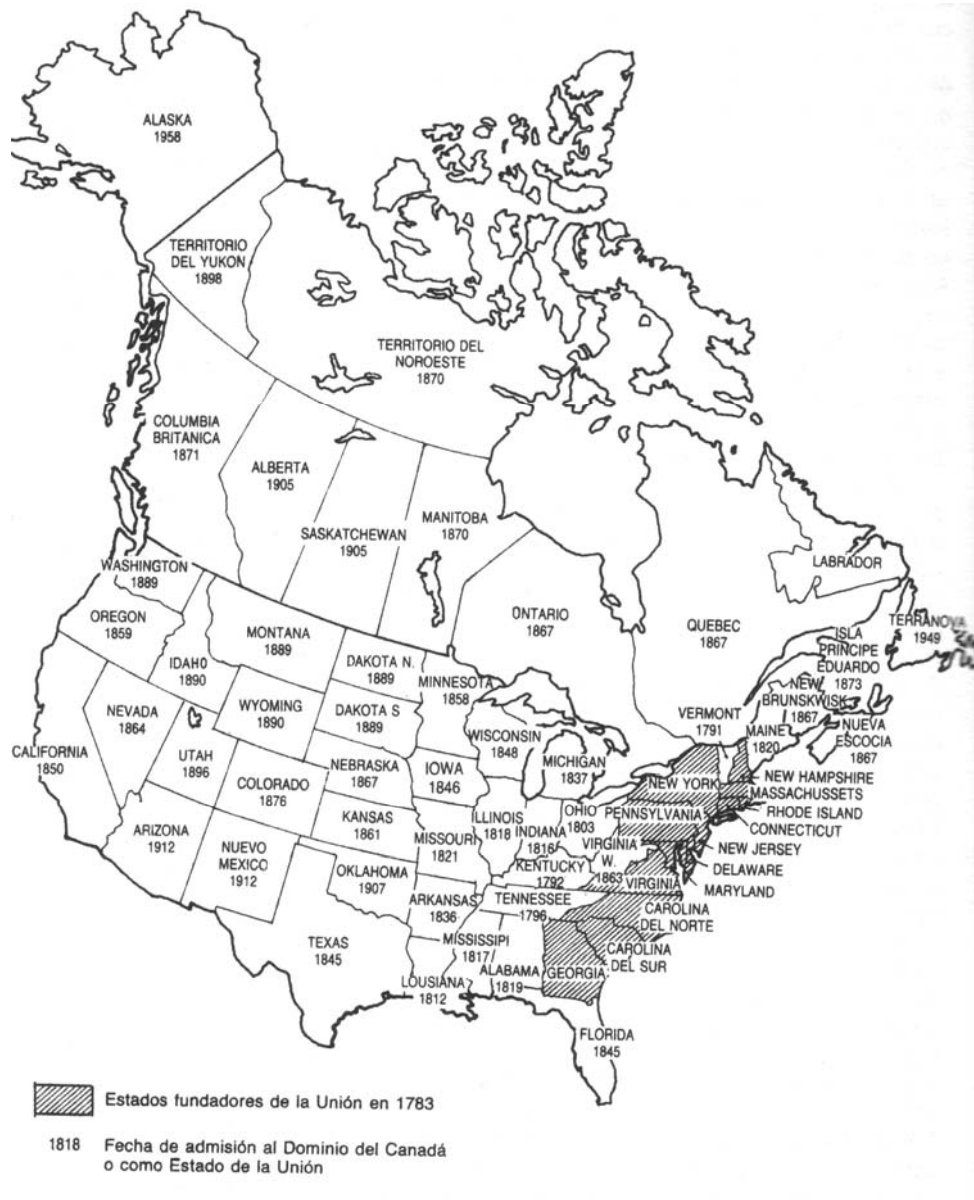 ALASKA
1958
TERRITORIO
DEL YUKON
1898
TERRITORIO DEL
NOROESTE
1870
COLUMBIA
BRITANICA
1871
ALBERTA
1905
SASKATCHEWAN
1905
MANITOBA
1870
ONTARIO
1867
QUEBEC
1867
LABRADOR
TERRANOVA
1949
ISLA
PRINCIPE
EDUARDO
1873
NEW
BRUNSKWISK
1867
NUEVA
ESCOCIA
1867
WASHINGTON
1889
OREGON
1859
IDAHO
1890
MONTANA
1889
DAKOTA N.
1889
MINNESOTA
1858
WYOMING
1890
DAKOTA S
1889
WISCONSIN
1848
MICHIGAN
1837
VERMONT
1791
MAINE
1820
NEVADA
1864
CALIFORNIA
1850
UTAH
1896
COLORADO
1876
NEBRASKA
1867
IOWA
1846
NEW YORK
NEW HAMPSHIRE
MASSACHUSSETS
RHODE ISLAND
CONNECTICUT
KANSAS
1861
MISSOURI
1821
ILLINOIS
1818
INDIANA
1816
OHIO
1803
PENNSYLVANIA
NEW JERSEY
DELAWARE
MARYLAND
VIRGINIA
W.
1863
VIRGINIA
KENTUCKY
1792
ARIZONA
1912
NUEVO
MEXICO
1912
OKLAHOMA
1907
ARKANSAS
1836
TENNESSEE
1796
CAROLINA
DEL NORTE
CAROLINA
DEL SUR
TEXAS
1845
LOUSIANA
1812
MISSISSIPI
1817
ALABAMA
1819
GEORGIA
FLORIDA
1845
Estados fundadores de la Unión en 1783
1818 Fecha de admisión al Dominio del Canadá
o como Estado de la Unión